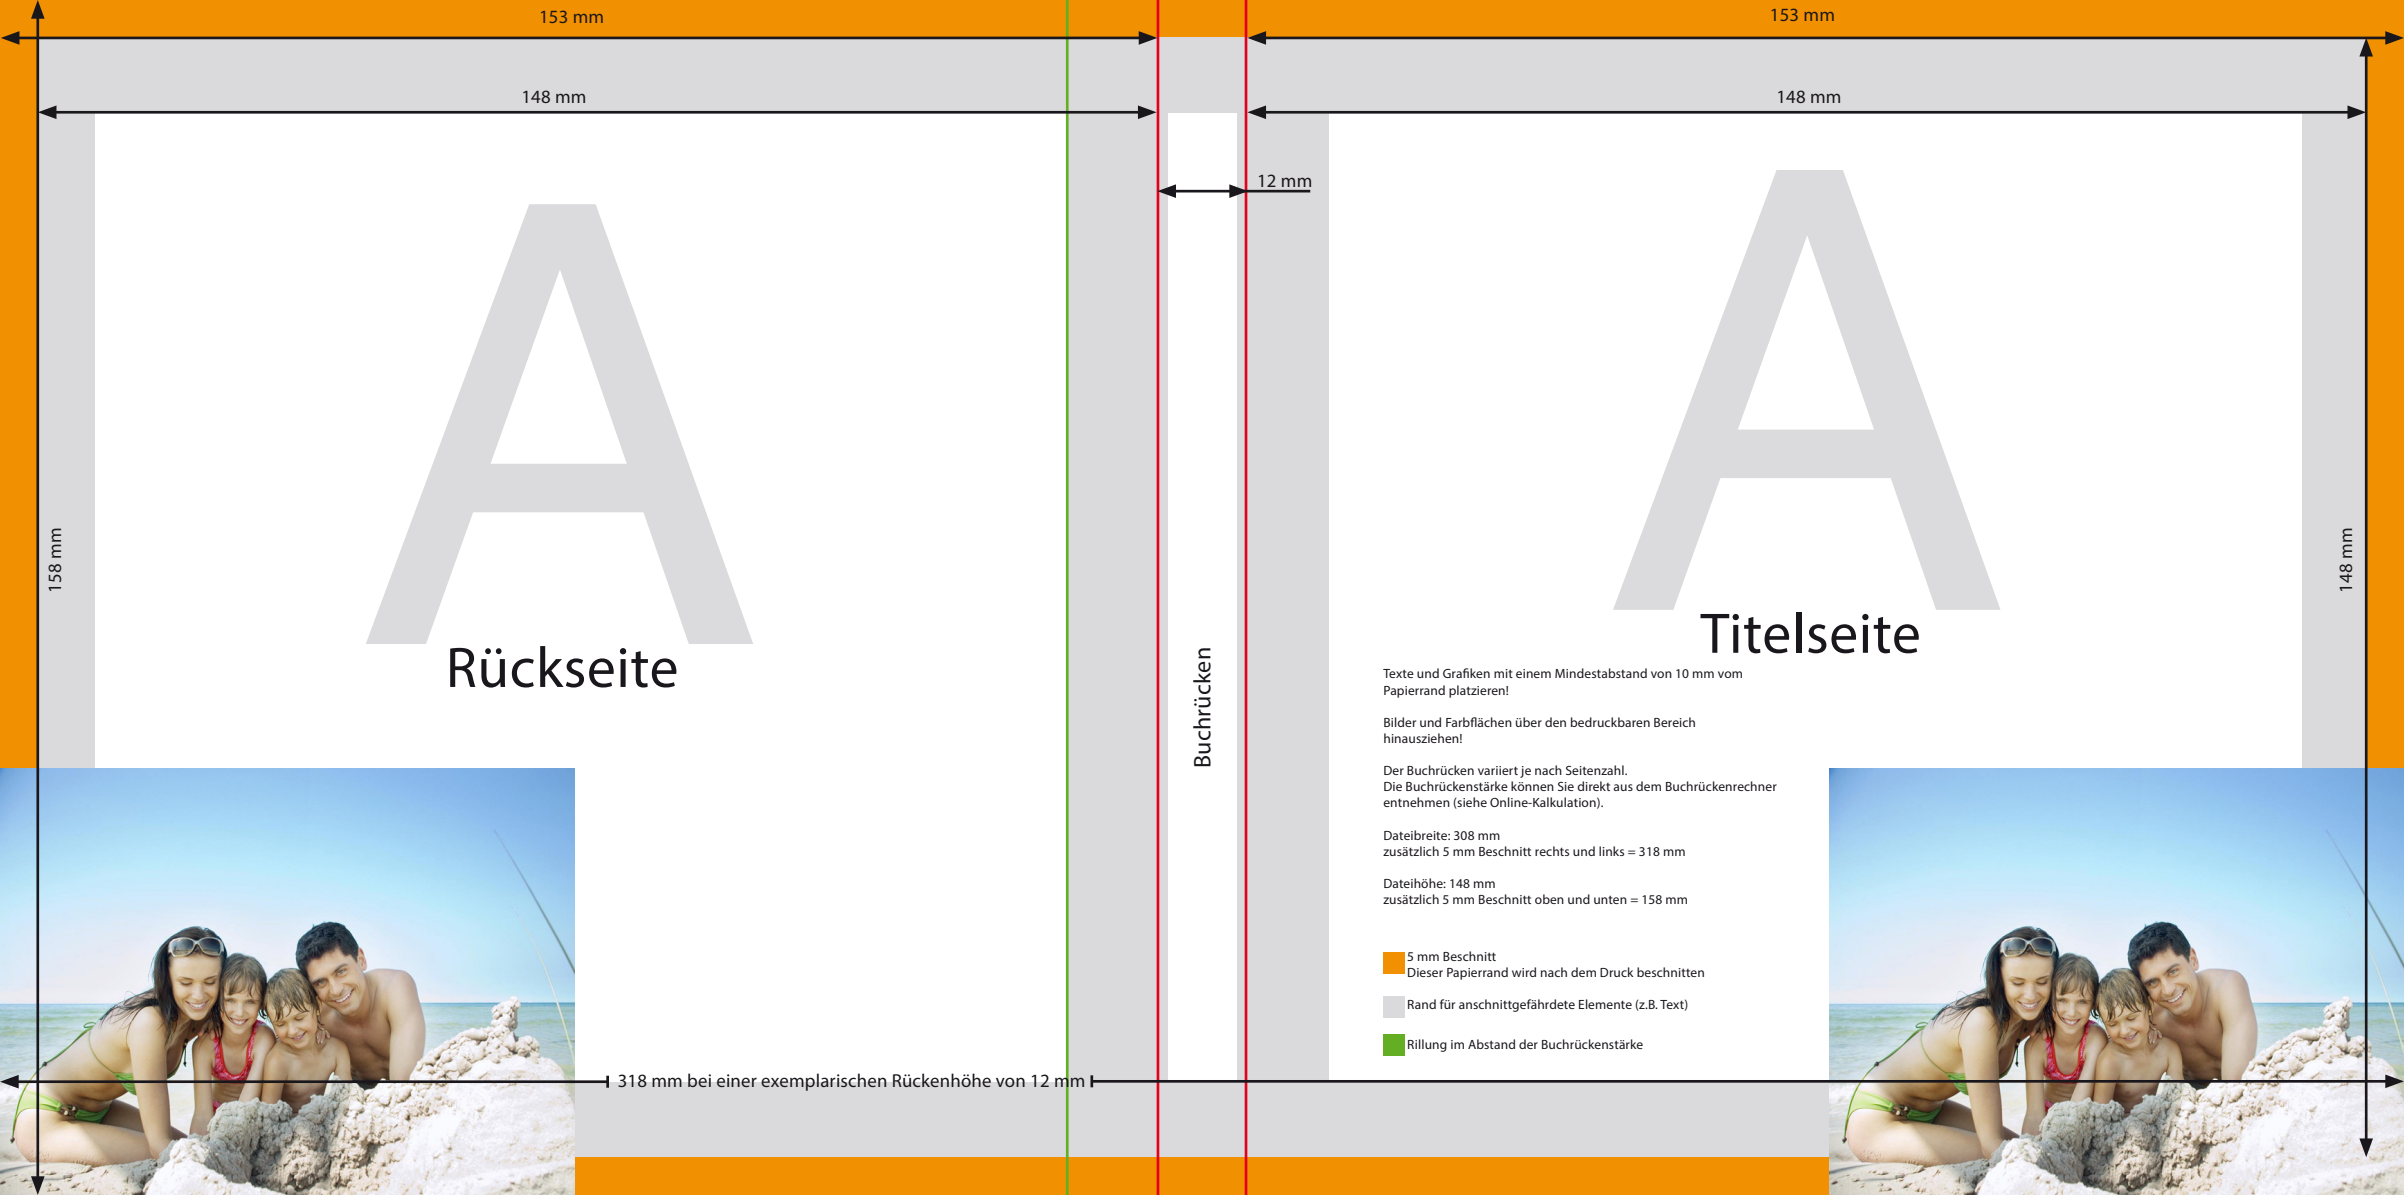 153 mm
153 mm
148 mm
148 mm
12 mm
A
A
158 mm
148 mm
Rückseite
Buchrücken
Titelseite
Texte und Grafiken mit einem Mindestabstand von 10 mm vom
Papierrand platzieren!
Bilder und Farbflächen über den bedruckbaren Bereich
hinausziehen!
Der Buchrücken variiert je nach Seitenzahl.
Die Buchrückenstärke können Sie direkt aus dem Buchrückenrechner
entnehmen (siehe Online-Kalkulation).
Dateibreite: 308 mm
zusätzlich 5 mm Beschnitt rechts und links = 318 mm
Dateihöhe: 148 mm
zusätzlich 5 mm Beschnitt oben und unten = 158 mm
5 mm Beschnitt
Dieser Papierrand wird nach dem Druck beschnitten
Rand für anschnittgefährdete Elemente (z.B. Text)
Rillung im Abstand der Buchrückenstärke
318 mm bei einer exemplarischen Rückenhöhe von 12 mm